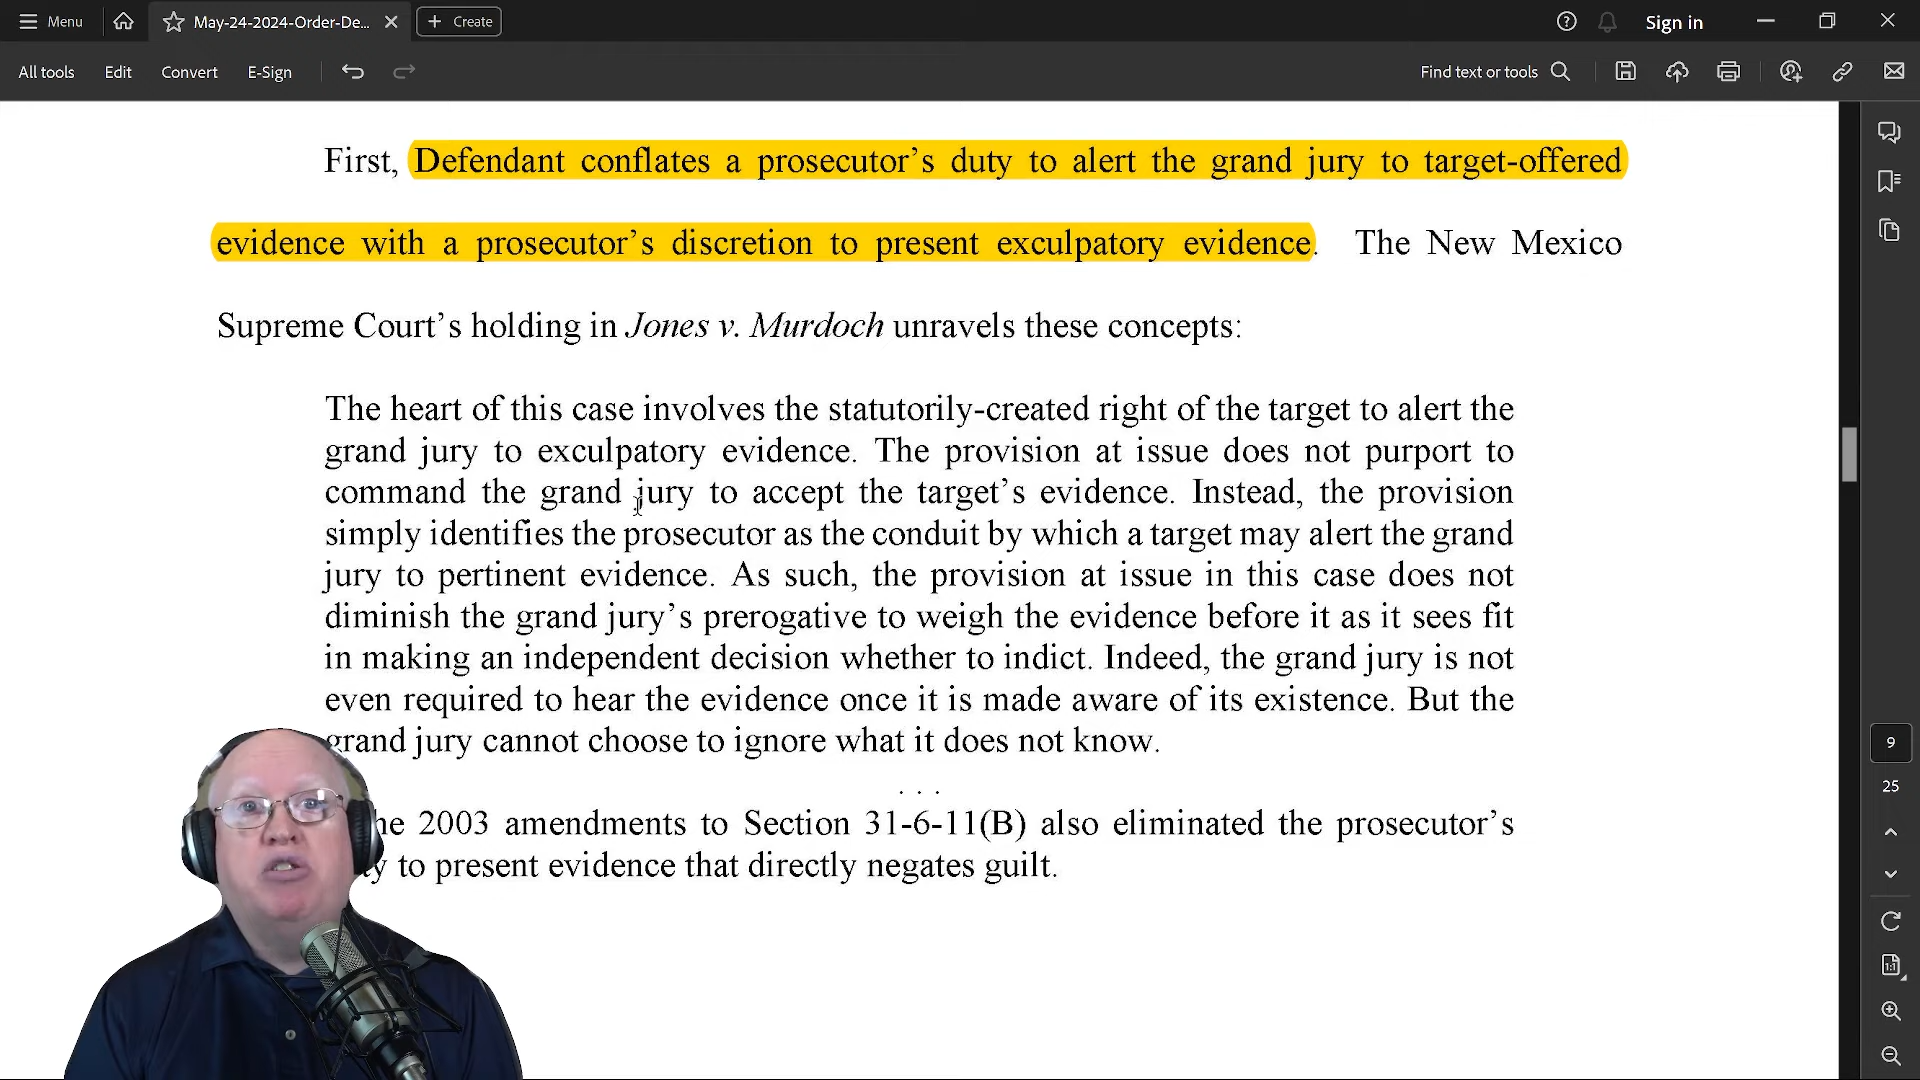 Menu
May-24-2024-Order-De...
Create
Sign in
All tools Edit Convert E-Sign
Find text or tools
First, Defendant conflates a prosecutor's duty to alert the grand jury to target-offered
evidence with a prosecutor's discretion to present exculpatory evidence. The New Mexico
Supreme Court's holding in Jones v. Murdoch unravels these concepts:
The heart of this case involves the statutorily-created right of the target to alert the
grand jury to exculpatory evidence. The provision at issue does not purport to
command the grand jury to accept the target's evidence. Instead, the provision
simply identifies the prosecutor as the conduit by which a target may alert the grand
jury to pertinent evidence. As such, the provision at issue in this case does not
diminish the grand jury's prerogative to weigh the evidence before it as it sees fit
in making an independent decision whether to indict. Indeed, the grand jury is not
even required to hear the evidence once it is made aware of its existence. But the
grand jury cannot choose to ignore what it does not know.
. . .
he 2003 amendments to Section 31-6-11(B) also eliminated the prosecutor's
ty to present evidence that directly negates guilt.
9
25
1:1